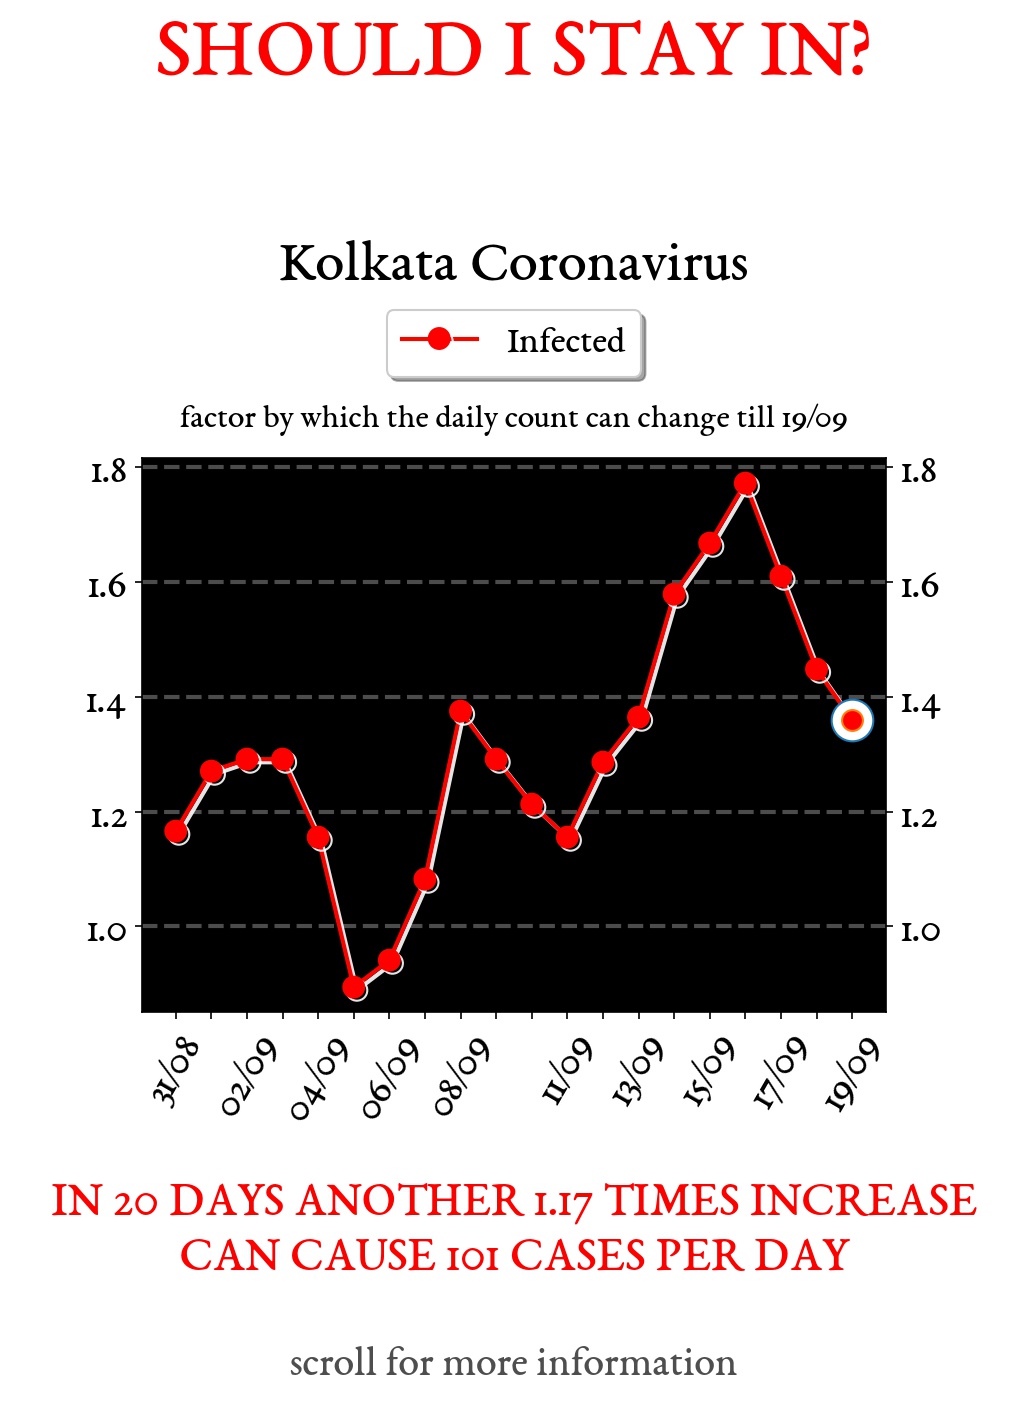 SHOULD I STAY IN?
Kolkata Coronavirus
Infected
factor by which the daily count can change till 19/09
1.8 1.8
1.6 1.6
1.4 1.4
1.2 1.2
1.0 1.0
31/08 02/09 04/09 06/09 08/09 11/09 13/09 15/09 17/09 19/09
IN 20 DAYS ANOTHER 1.17 TIMES INCREASE
CAN CAUSE 101 CASES PER DAY
scroll for more information